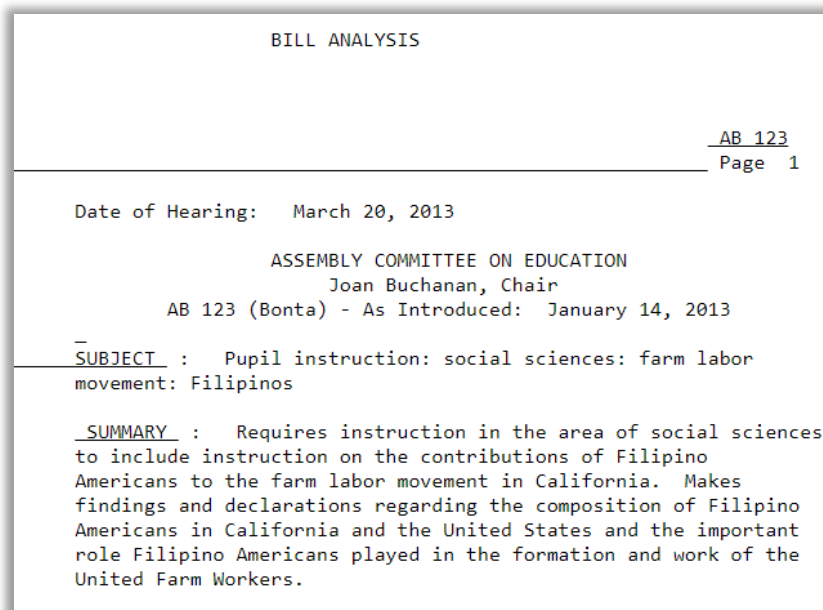 BILL ANALYSIS
AB 123
Page 1
Date of Hearing: March 20, 2013
ASSEMBLY COMMITTEE ON EDUCATION
Joan Buchanan, Chair
AB 123 (Bonta) - As Introduced: January 14, 2013
SUBJECT : Pupil instruction: social sciences: farm labor
movement: Filipinos
SUMMARY : Requires instruction in the area of social sciences
to include instruction on the contributions of Filipino
Americans to the farm labor movement in California. Makes
findings and declarations regarding the composition of Filipino
Americans in California and the United States and the important
role Filipino Americans played in the formation and work of the
United Farm Workers.